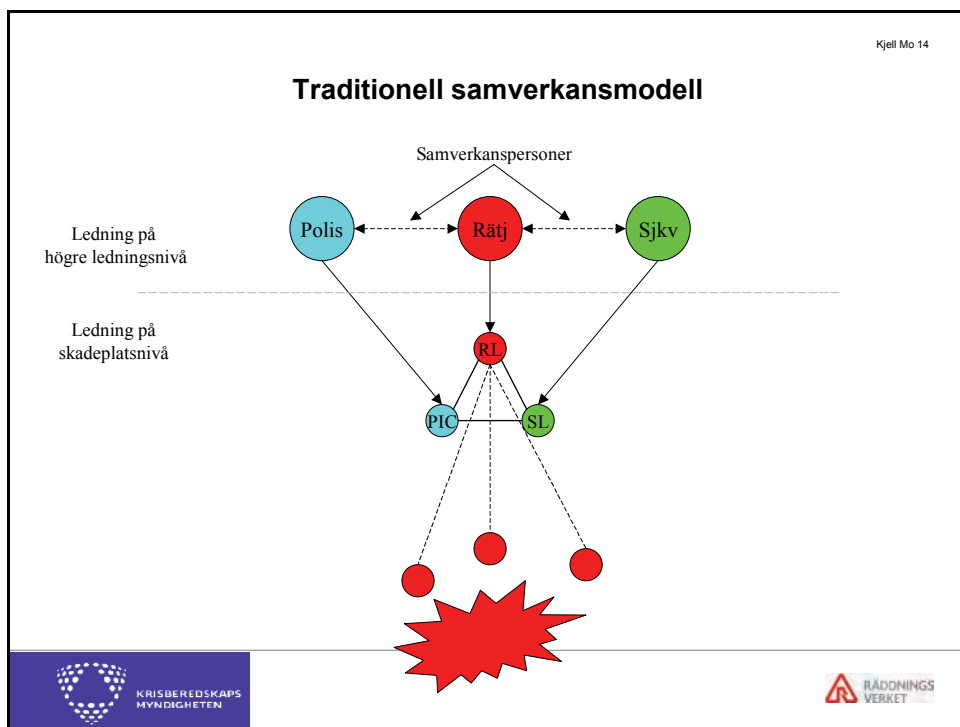 Kjell Mo 14
Traditionell samverkansmodell
Samverkanspersoner
Polis
Rätj
Sjkv
Ledning på
högre ledningsnivå
Ledning på
skadeplatsnivå
RL
PIC
SL
KRISBEREDSKAPS
MYNDIGHETEN
R
RÄDDNINGS
VERKET